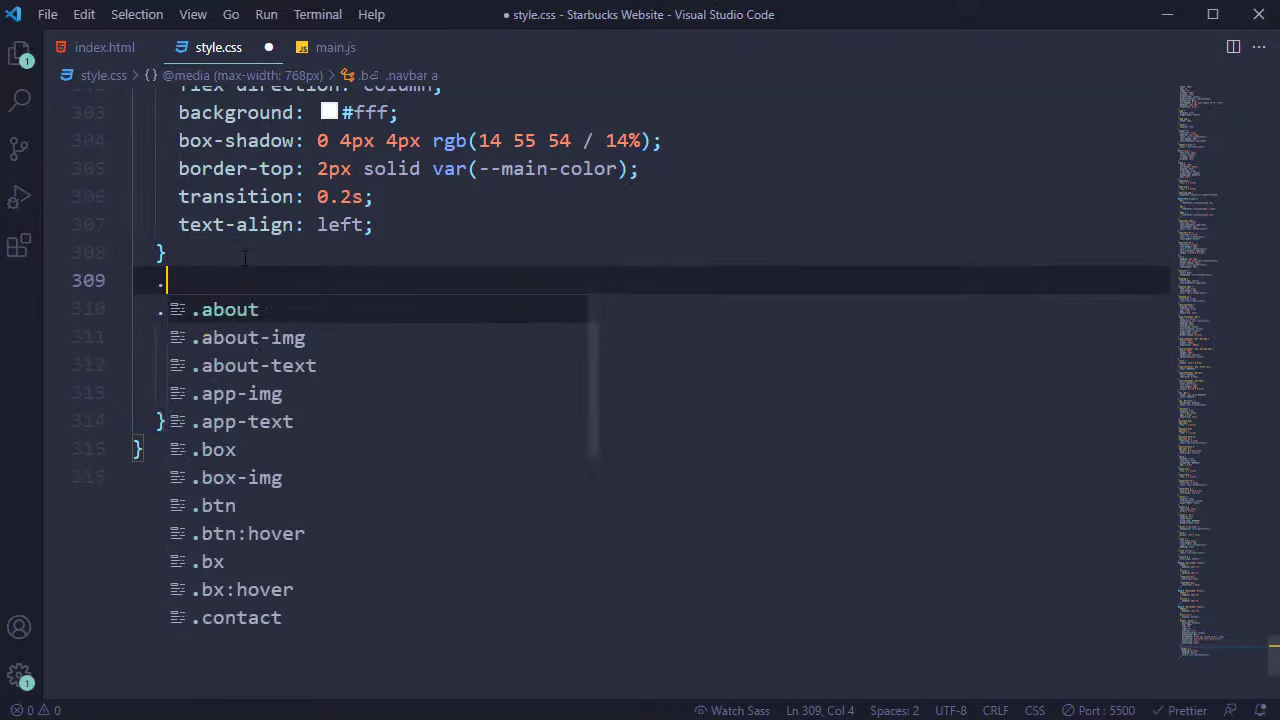 File Edit Selection View Go Run Terminal Help
● style.css - Starbucks Website - Visual Studio Code
index.html style.css ● main.js
style.css > {} @media (max-width: 768px) > .b⏎ .navbar a
flex-direction: column;
303 background: #fff;
304 box-shadow: 0 4px 4px rgb(14 55 54 / 14%);
305 border-top: 2px solid var(--main-color);
306 transition: 0.2s;
307 text-align: left;
308 }
309 .
310 . .about
311 .about-img
312 .about-text
313 .app-img
314 } .app-text
315 } .box
315 .box-img
.btn
.btn:hover
.bx
.bx:hover
.contact
1
1
0 0 Watch Sass Ln 309, Col 4 Spaces: 2 UTF-8 CRLF CSS Port : 5500 Prettier